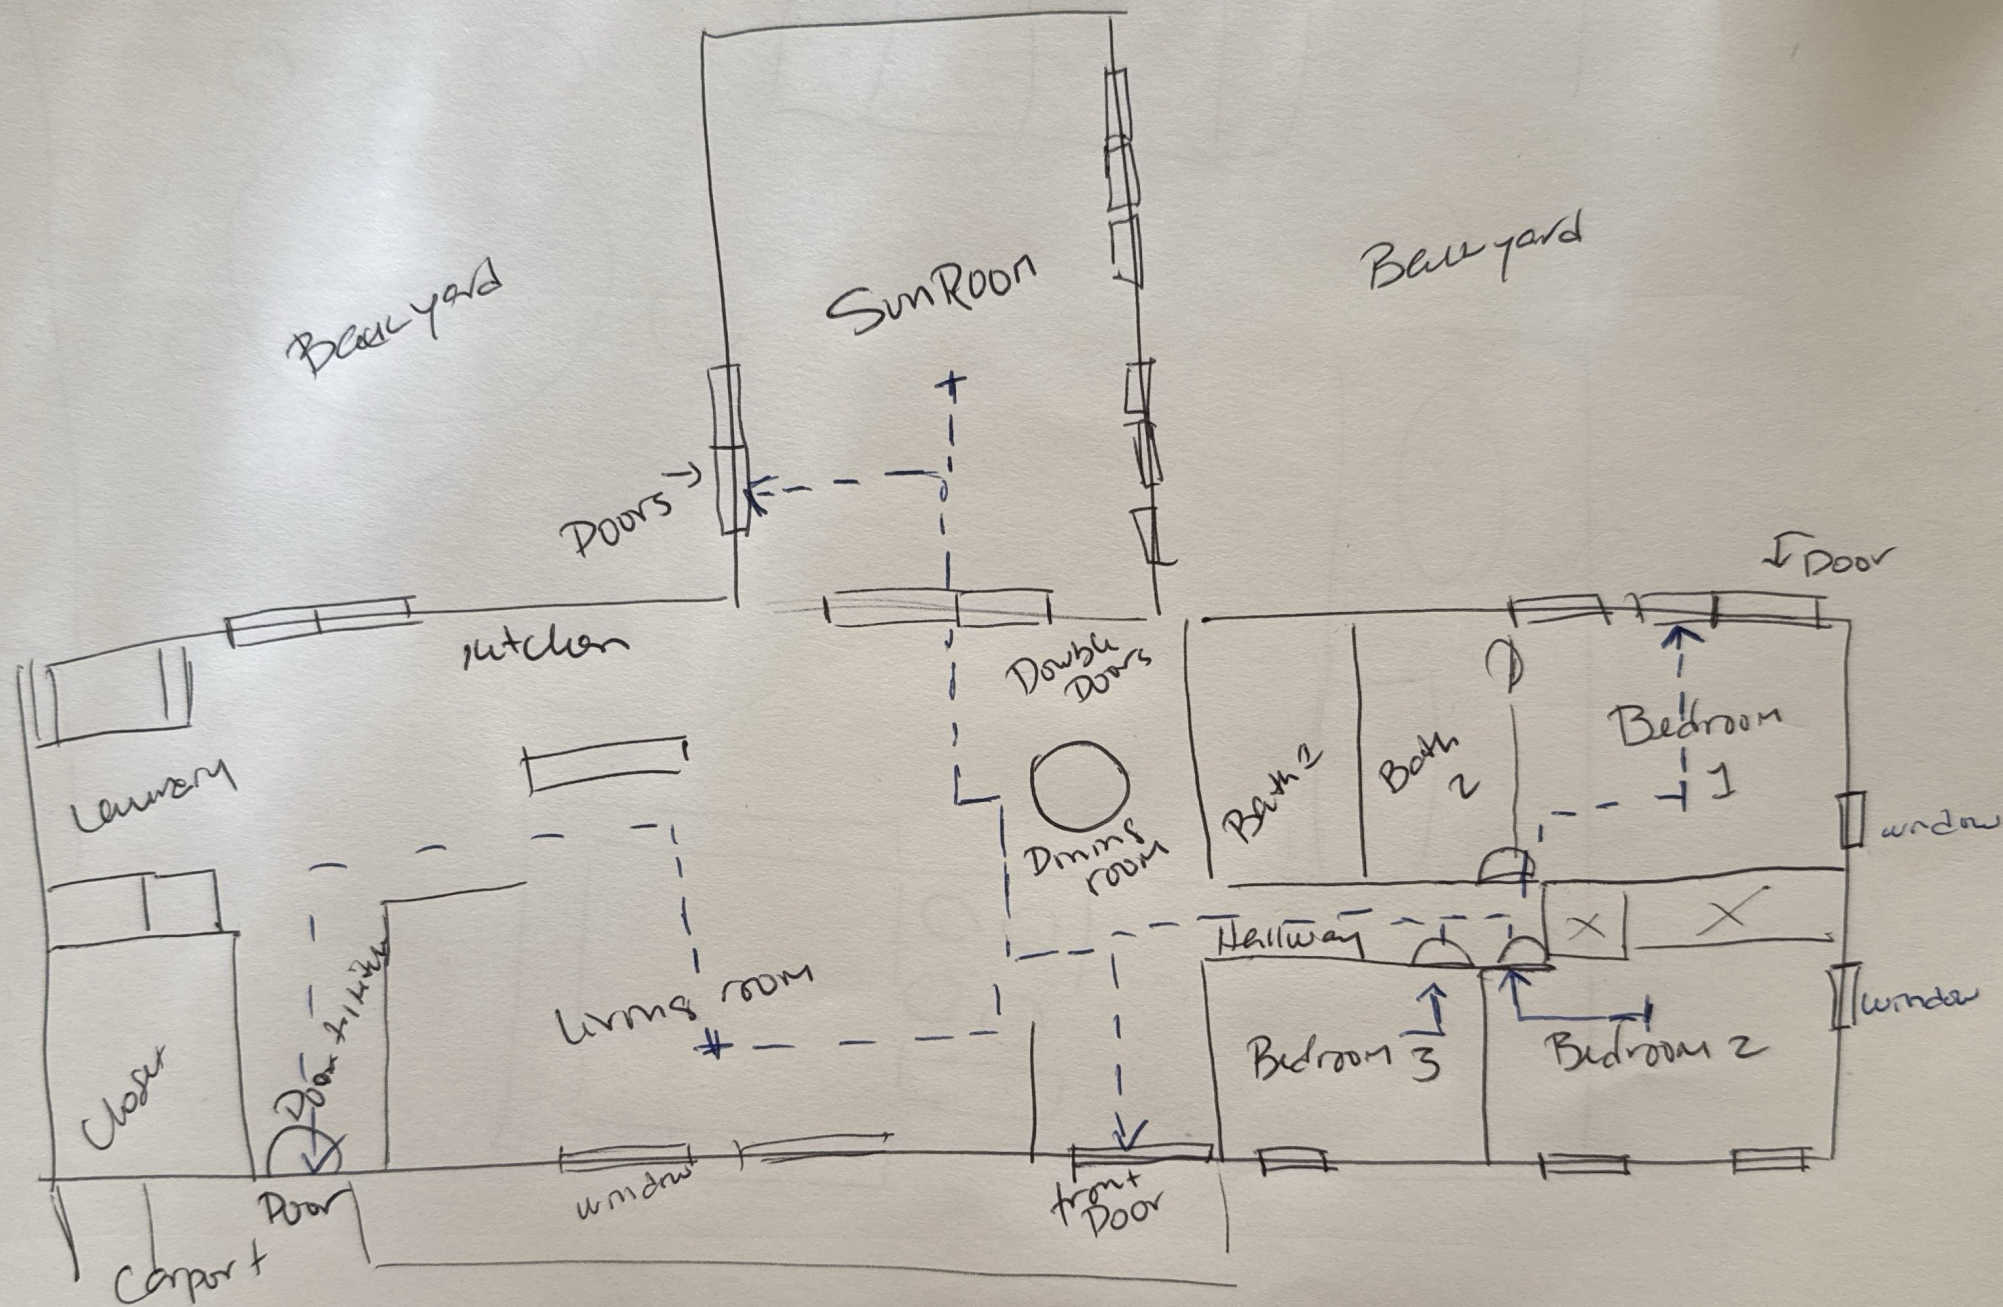 SunRoom
Backyard
Backyard
Doors →
Door
Kitchen
Double
Doors
Bedroom
1
Laundry
Bath 1
Bath
2
window
Dining
room
Hallway
X
X
window
Living room
Bedroom 3
Bedroom 2
Closet
Door
window
front
Door
Carport